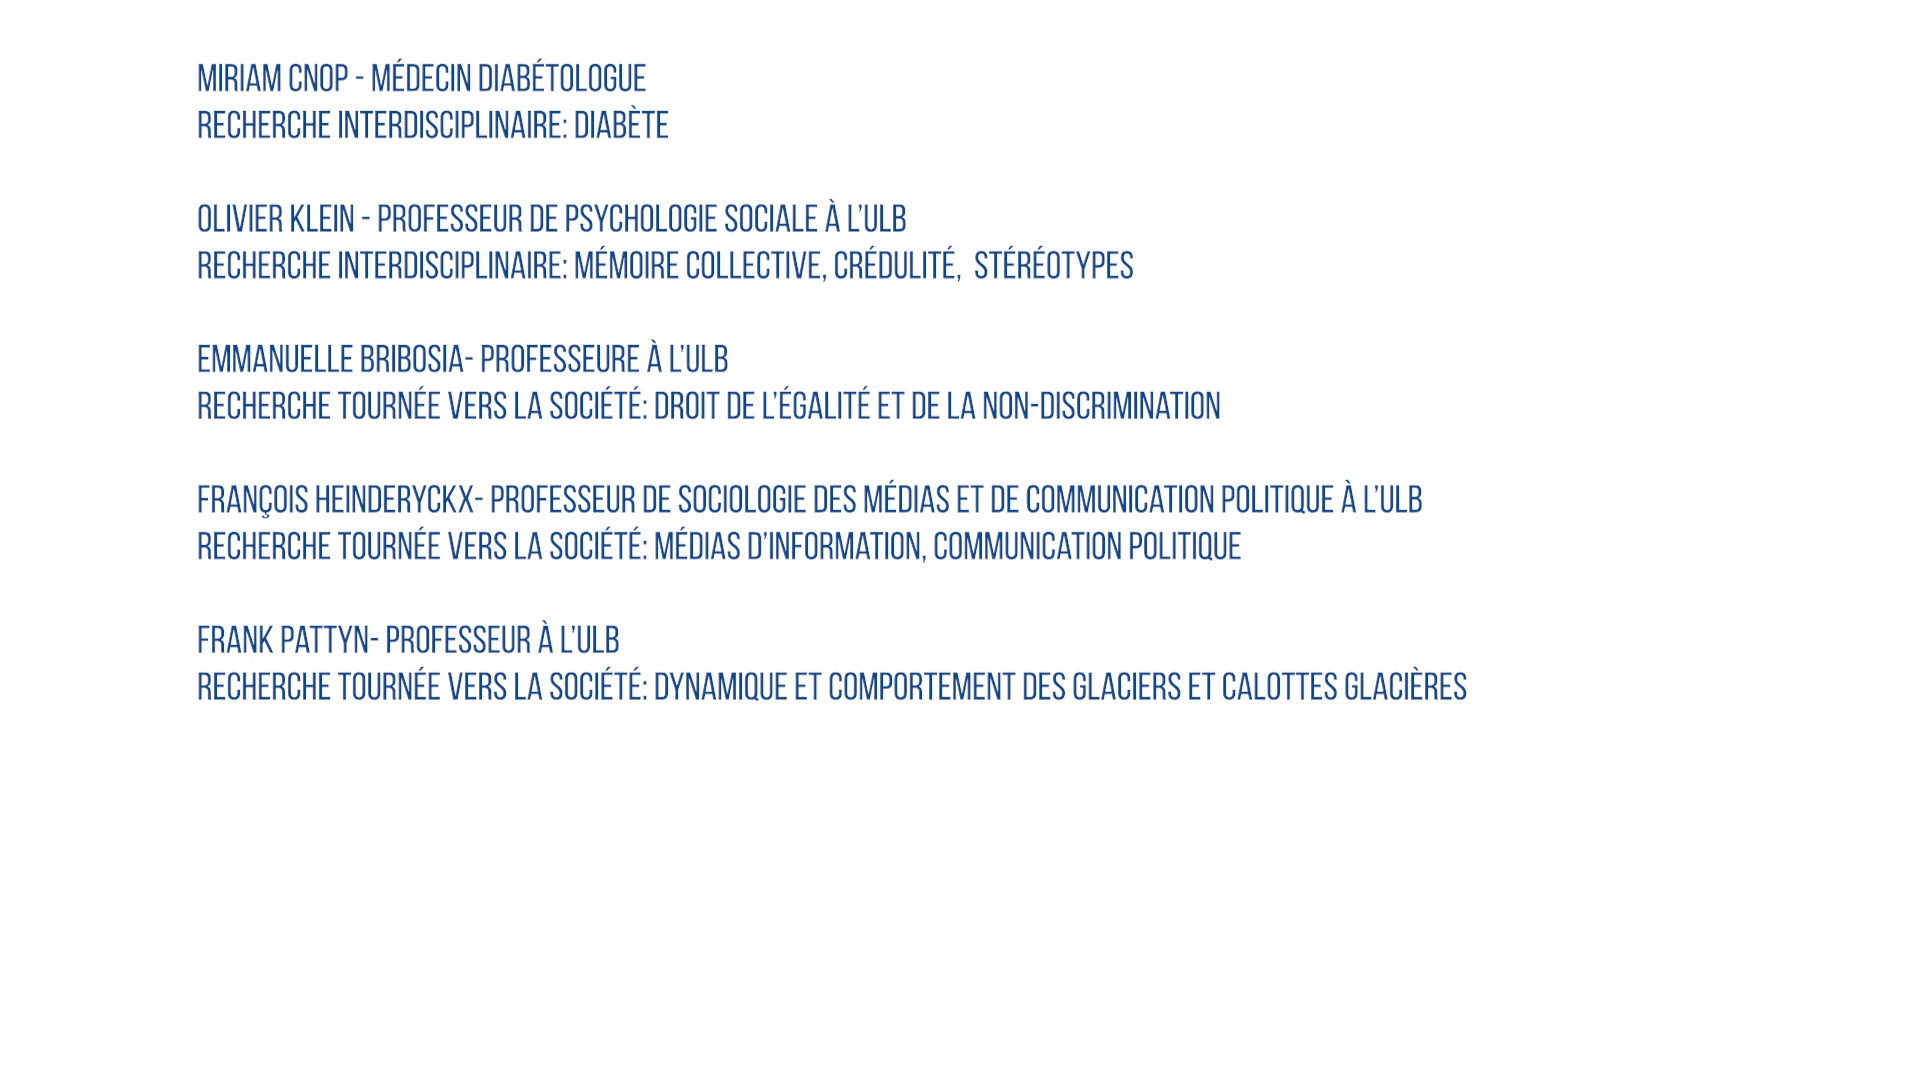 MIRIAM CNOP - MÉDECIN DIABÉTOLOGUE
RECHERCHE INTERDISCIPLINAIRE: DIABÈTE
OLIVIER KLEIN - PROFESSEUR DE PSYCHOLOGIE SOCIALE À L’ULB
RECHERCHE INTERDISCIPLINAIRE: MÉMOIRE COLLECTIVE, CRÉDULITÉ,  STÉRÉOTYPES
EMMANUELLE BRIBOSIA- PROFESSEURE À L’ULB
RECHERCHE TOURNÉE VERS LA SOCIÉTÉ: DROIT DE L’ÉGALITÉ ET DE LA NON-DISCRIMINATION
FRANÇOIS HEINDERYCKX- PROFESSEUR DE SOCIOLOGIE DES MÉDIAS ET DE COMMUNICATION POLITIQUE À L’ULB
RECHERCHE TOURNÉE VERS LA SOCIÉTÉ: MÉDIAS D’INFORMATION, COMMUNICATION POLITIQUE
FRANK PATTYN- PROFESSEUR À L’ULB
RECHERCHE TOURNÉE VERS LA SOCIÉTÉ: DYNAMIQUE ET COMPORTEMENT DES GLACIERS ET CALOTTES GLACIÈRES